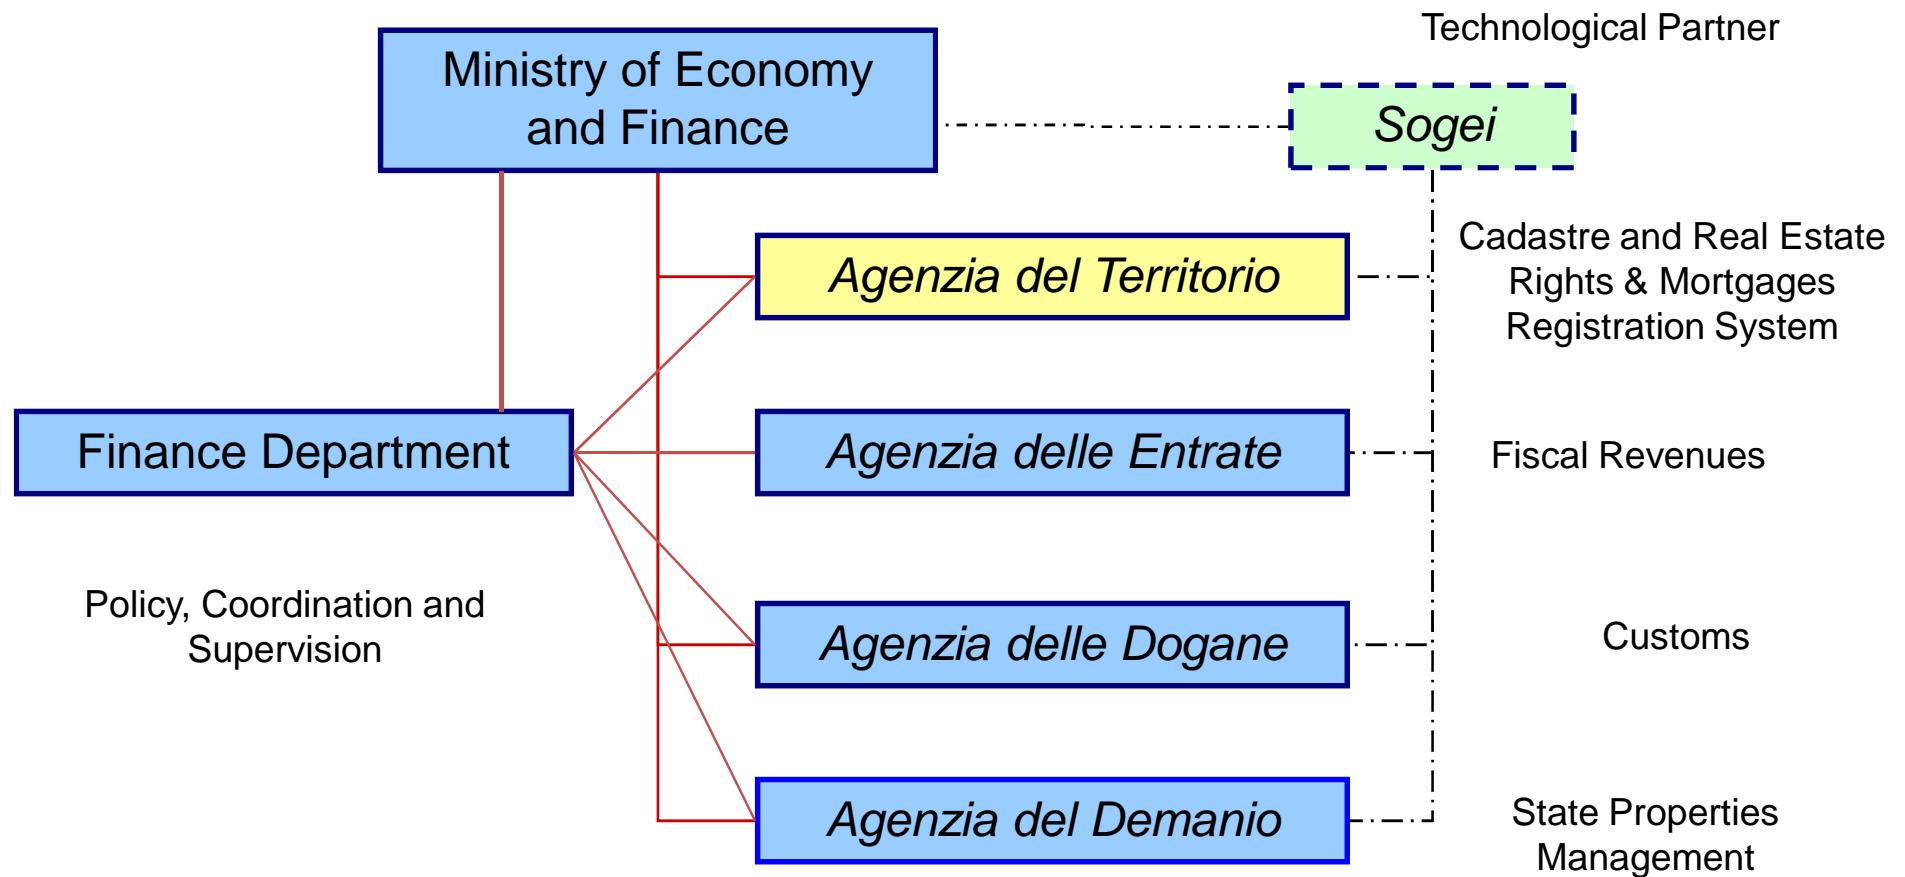 Technological Partner
Ministry of Economy
and Finance
Sogei
Agenzia del Territorio
Cadastre and Real Estate
Rights & Mortgages
Registration System
Finance Department
Agenzia delle Entrate
Fiscal Revenues
Policy, Coordination and
Supervision
Agenzia delle Dogane
Customs
Agenzia del Demanio
State Properties
Management